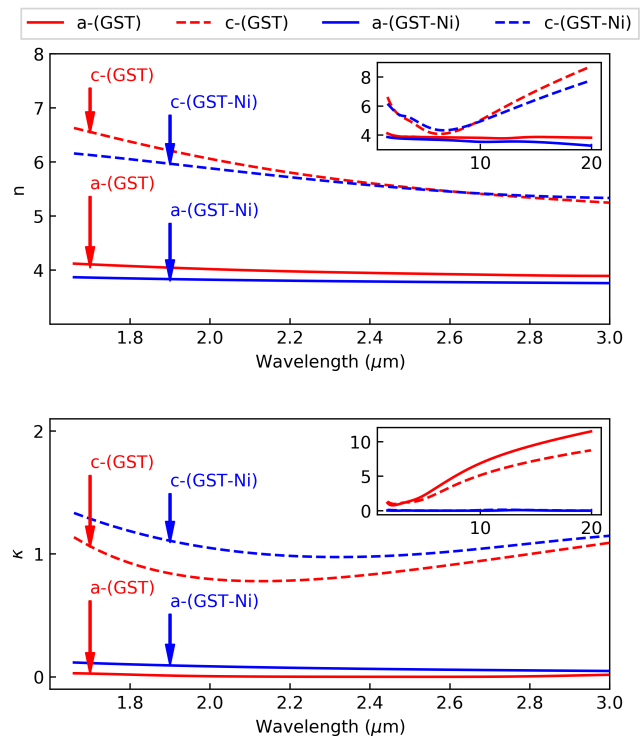 a-(GST) c-(GST) a-(GST-Ni) c-(GST-Ni)
8
7
6
5
4
n
c-(GST)
c-(GST-Ni)
a-(GST)
a-(GST-Ni)
8
6
4
10 20
1.8 2.0 2.2 2.4 2.6 2.8 3.0
Wavelength (μm)
2
1
0
κ
c-(GST)
c-(GST-Ni)
a-(GST)
a-(GST-Ni)
10
5
0
10 20
1.8 2.0 2.2 2.4 2.6 2.8 3.0
Wavelength (μm)